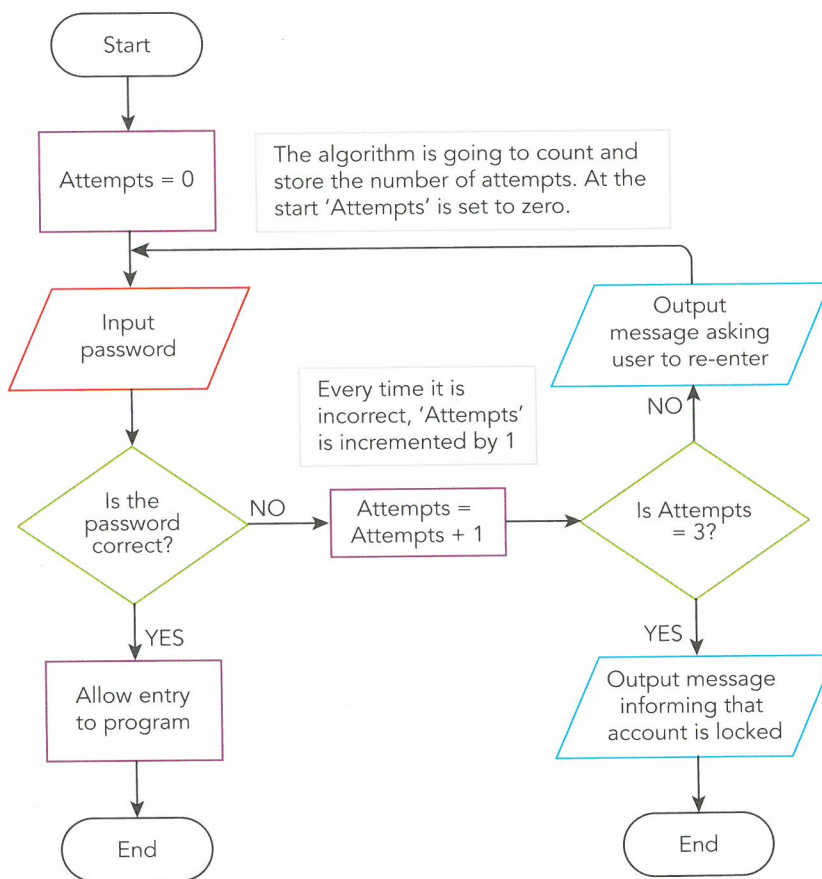 Start
Attempts = 0
The algorithm is going to count and
store the number of attempts. At the
start ‘Attempts’ is set to zero.
Input
password
Output
message asking
user to re-enter
Every time it is
incorrect, ‘Attempts’
is incremented by 1
NO
Is the
password
correct?
NO
Attempts =
Attempts + 1
Is Attempts
= 3?
YES
YES
Allow entry
to program
Output message
informing that
account is locked
End
End